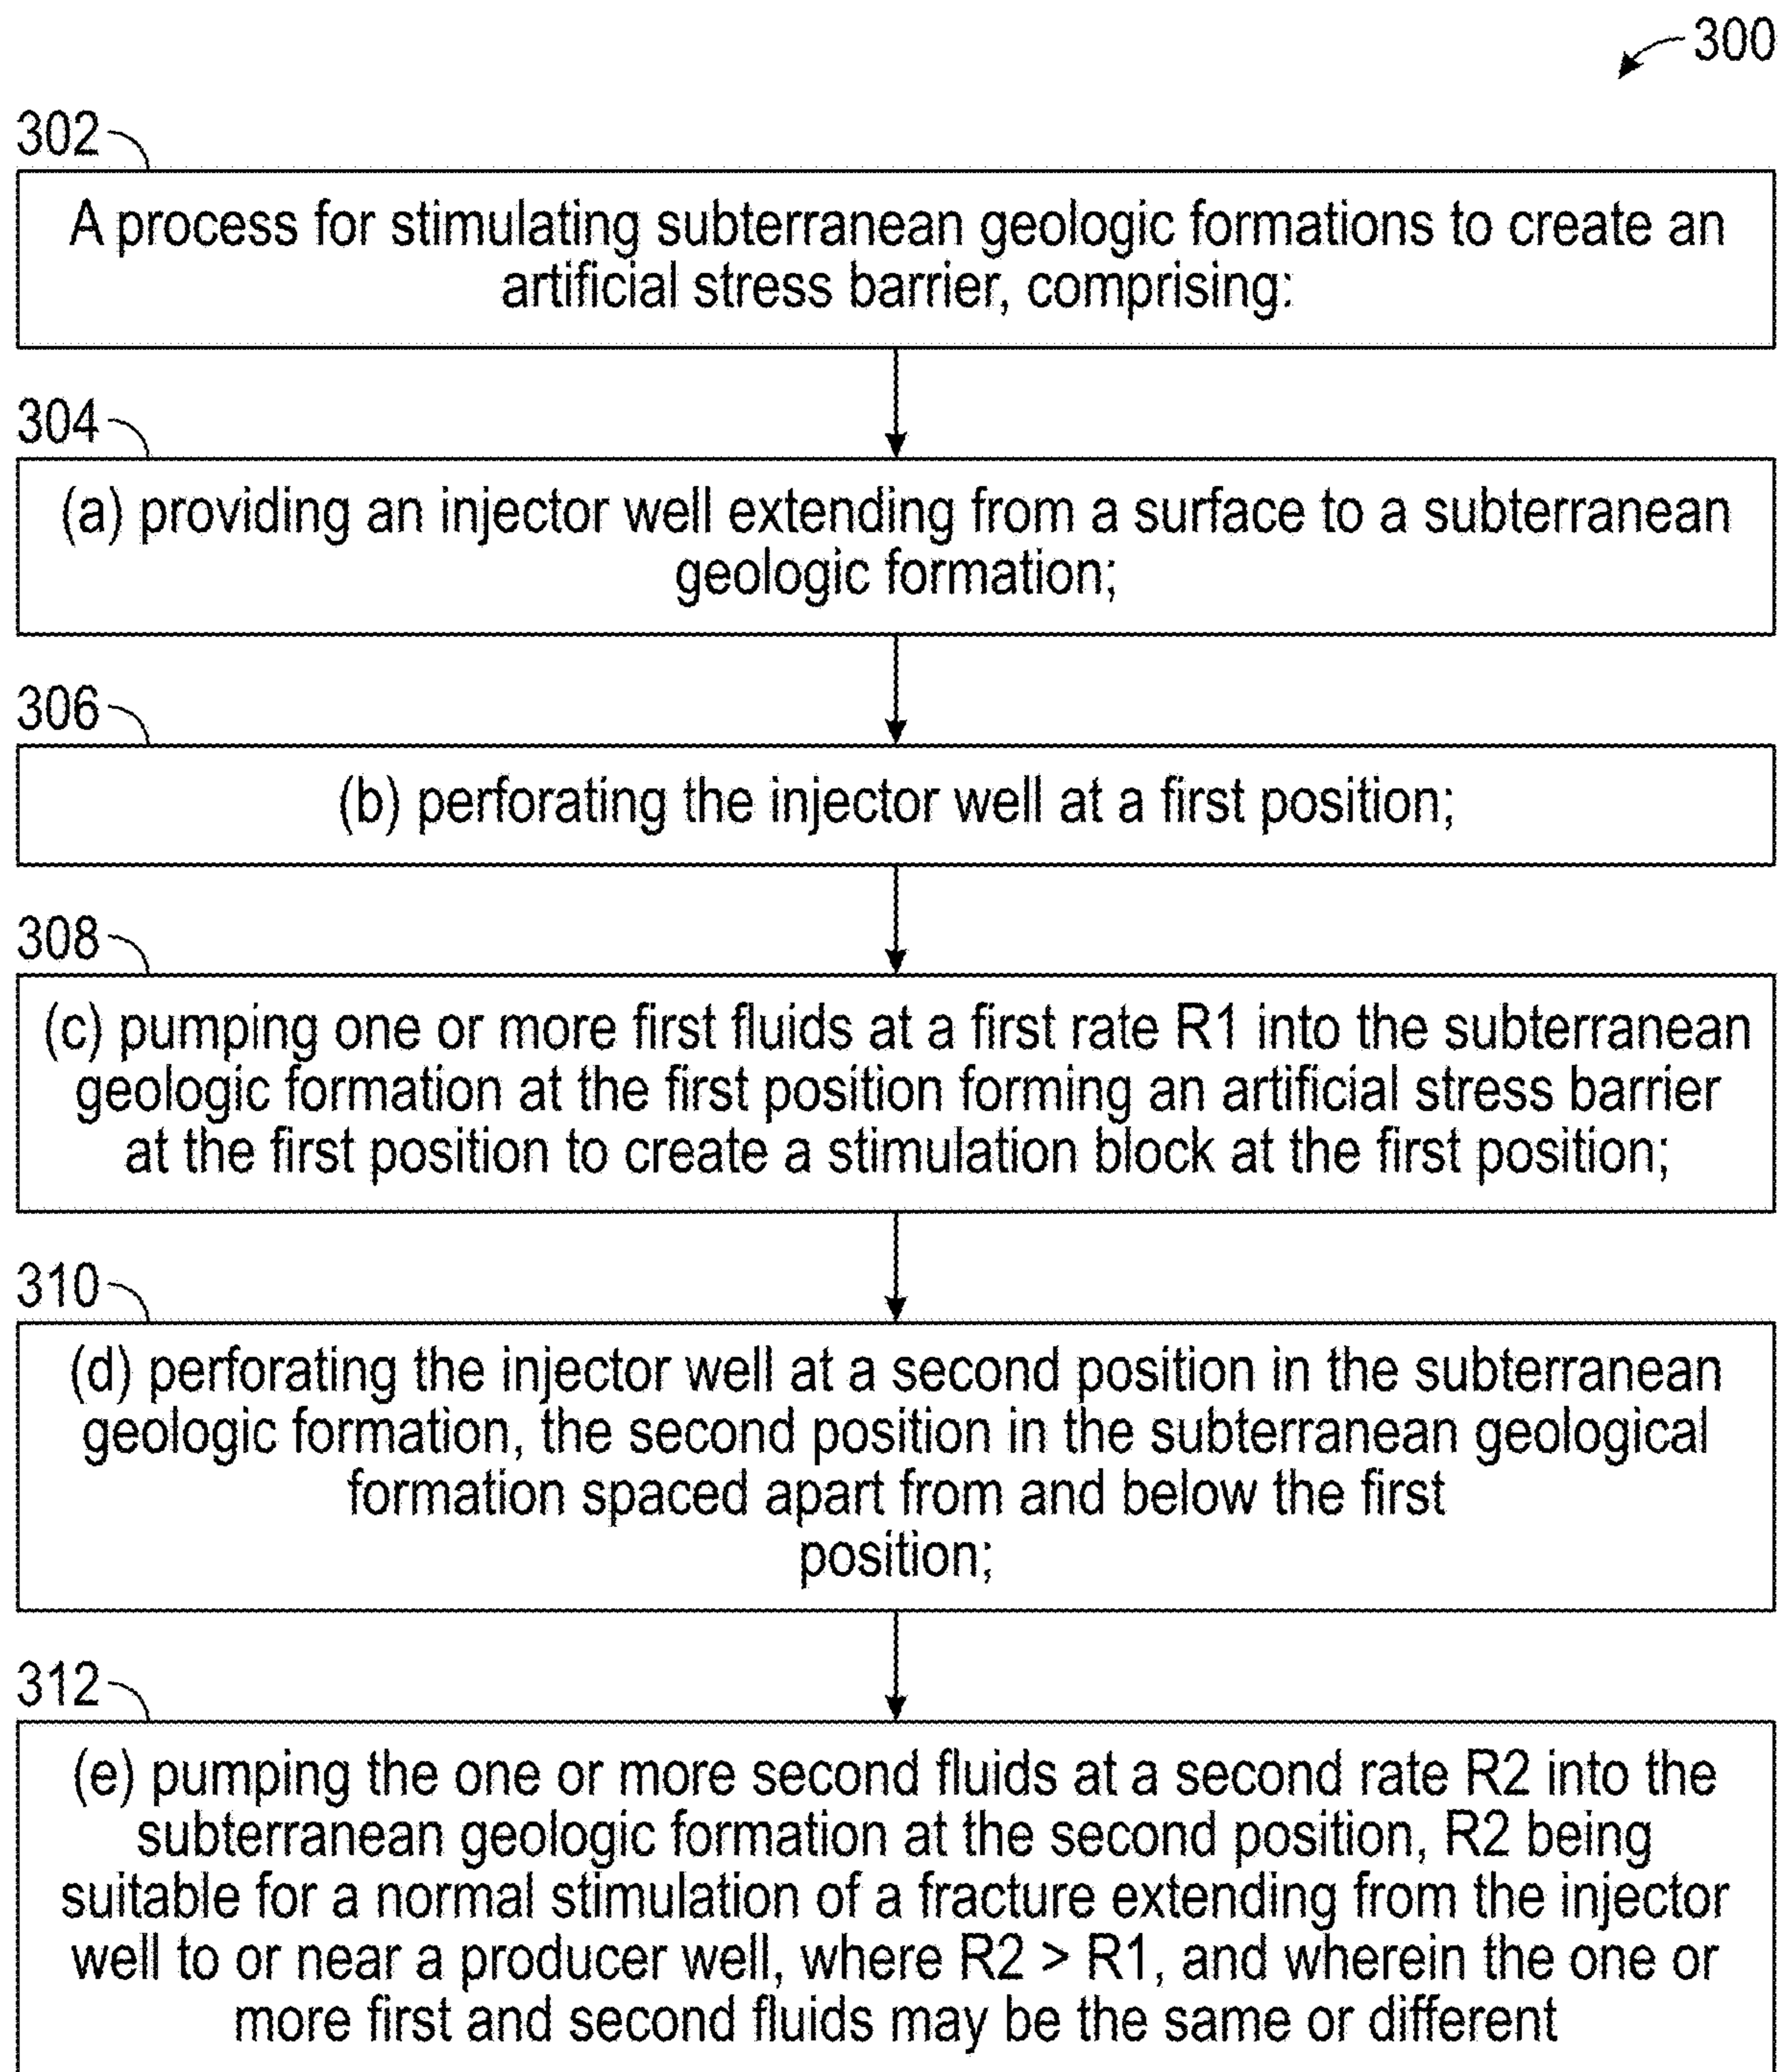 300
302
A process for stimulating subterranean geologic formations to create an
artificial stress barrier, comprising:
304
(a) providing an injector well extending from a surface to a subterranean
geologic formation;
306
(b) perforating the injector well at a first position;
308
(c) pumping one or more first fluids at a first rate R1 into the subterranean
geologic formation at the first position forming an artificial stress barrier
at the first position to create a stimulation block at the first position;
310
(d) perforating the injector well at a second position in the subterranean
geologic formation, the second position in the subterranean geological
formation spaced apart from and below the first
position;
312
(e) pumping the one or more second fluids at a second rate R2 into the
subterranean geologic formation at the second position, R2 being
suitable for a normal stimulation of a fracture extending from the injector
well to or near a producer well, where R2 > R1, and wherein the one or
more first and second fluids may be the same or different